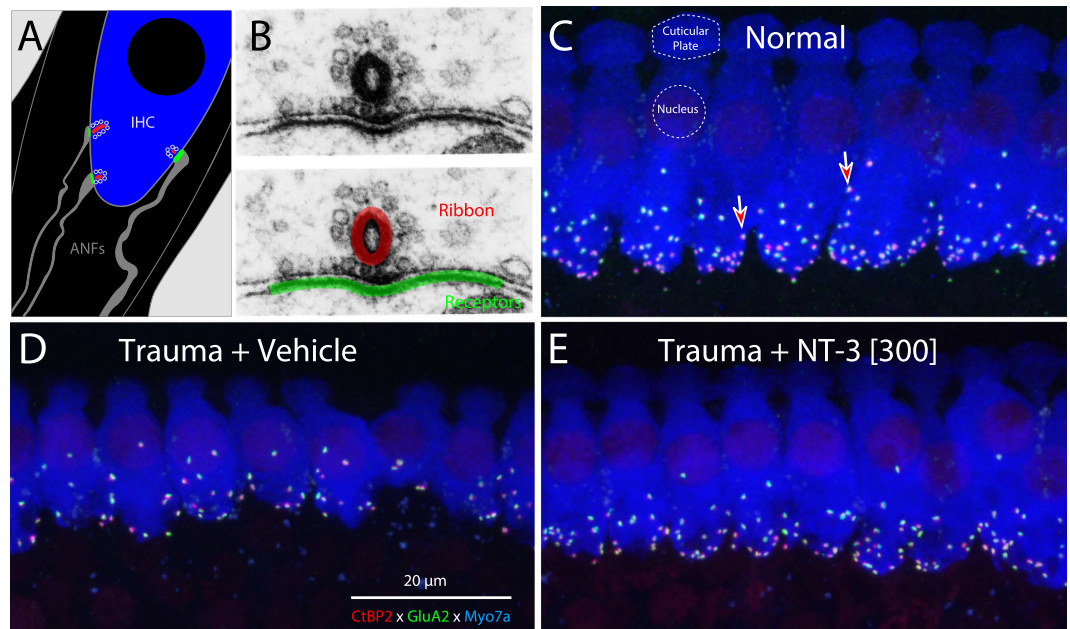 A
IHC
ANFs
B
Ribbon
Receptors
C
Normal
Cuticular
Plate
Nucleus
D
Trauma + Vehicle
20 μm
CtBP2 x GluA2 x Myo7a
E
Trauma + NT-3 [300]